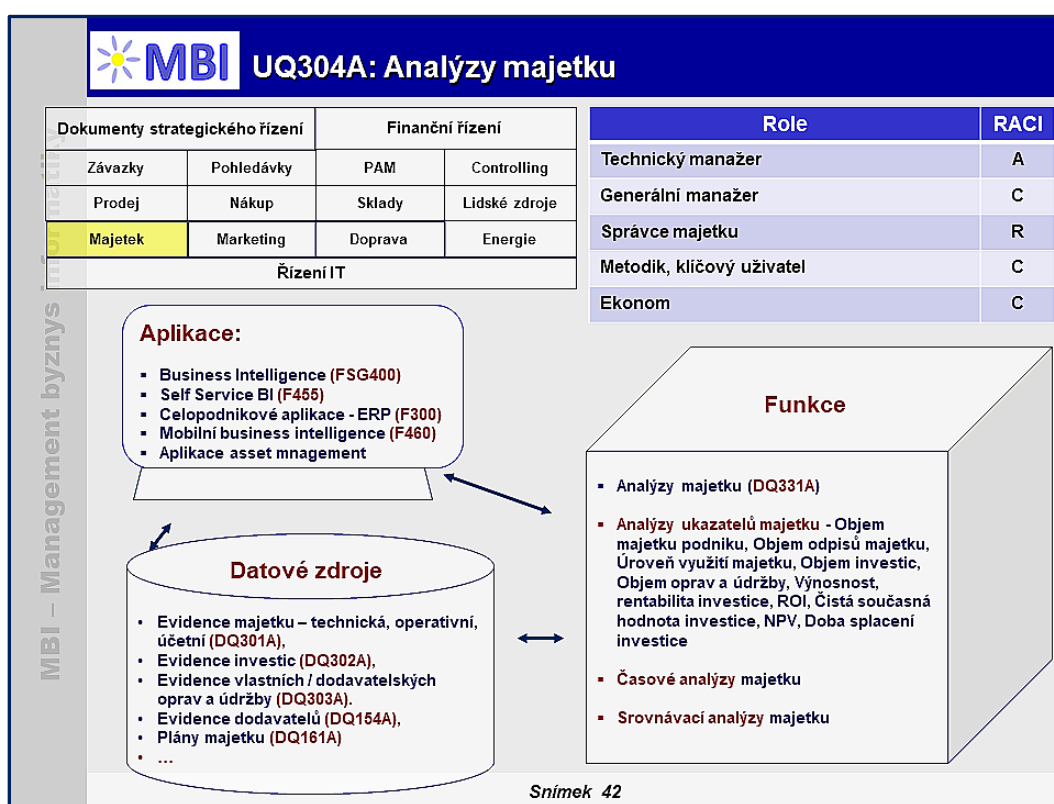 MBI
UQ304A: Analýzy majetku
MBI – Management byznys informatiky
Dokumenty strategického řízení
Finanční řízení
Závazky
Pohledávky
PAM
Controlling
Prodej
Nákup
Sklady
Lidské zdroje
Majetek
Marketing
Doprava
Energie
Řízení IT
Role
RACI
Technický manažer
A
Generální manažer
C
Správce majetku
R
Metodik, klíčový uživatel
C
Ekonom
C
Aplikace:
▪ Business Intelligence (FSG400)
▪ Self Service BI (F455)
▪ Celopodnikové aplikace - ERP (F300)
▪ Mobilní business intelligence (F460)
▪ Aplikace asset mnagement
Funkce
▪ Analýzy majetku (DQ331A)
▪ Analýzy ukazatelů majetku - Objem
majetku podniku, Objem odpisů majetku,
Úroveň využití majetku, Objem investic,
Objem oprav a údržby, Výnosnost,
rentabilita investice, ROI, Čistá současná
hodnota investice, NPV, Doba splacení
investice
▪ Časové analýzy majetku
▪ Srovnávací analýzy majetku
Datové zdroje
• Evidence majetku – technická, operativní,
účetní (DQ301A),
• Evidence investic (DQ302A),
• Evidence vlastních / dodavatelských
oprav a údržby (DQ303A).
• Evidence dodavatelů (DQ154A),
• Plány majetku (DQ161A)
• …
Snímek 42